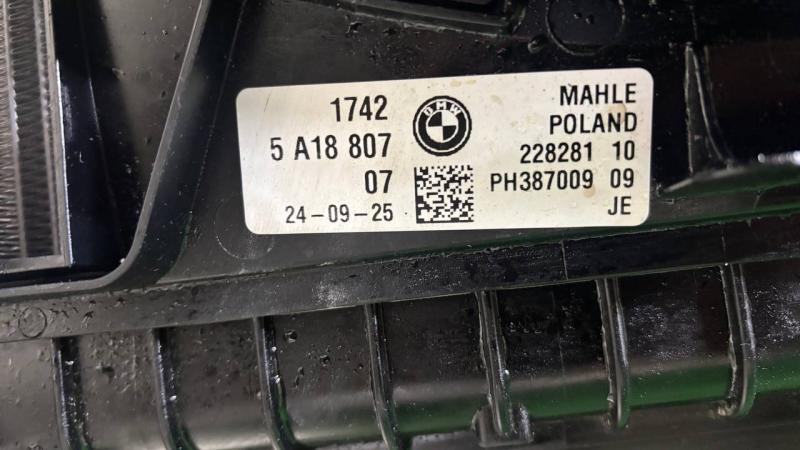 1742
5 A18 807
07
24-09-25
BMW
MAHLE
POLAND
228281 10
PH387009 09
JE